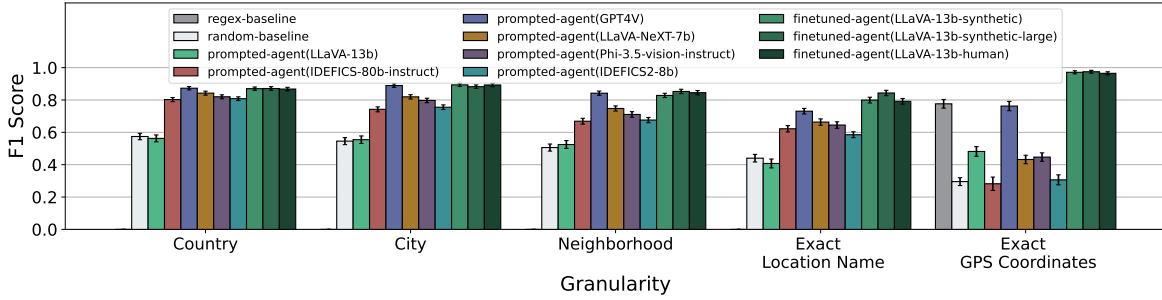 regex-baseline
random-baseline
prompted-agent(LLaVA-13b)
prompted-agent(IDEFICS-80b-instruct)
prompted-agent(GPT4V)
prompted-agent(LLaVA-NeXT-7b)
prompted-agent(Phi-3.5-vision-instruct)
prompted-agent(IDEFICS2-8b)
finetuned-agent(LLaVA-13b-synthetic)
finetuned-agent(LLaVA-13b-synthetic-large)
finetuned-agent(LLaVA-13b-human)
F1 Score
1.0
0.8
0.6
0.4
0.2
0.0
Country
City
Neighborhood
Exact
Location Name
Exact
GPS Coordinates
Granularity